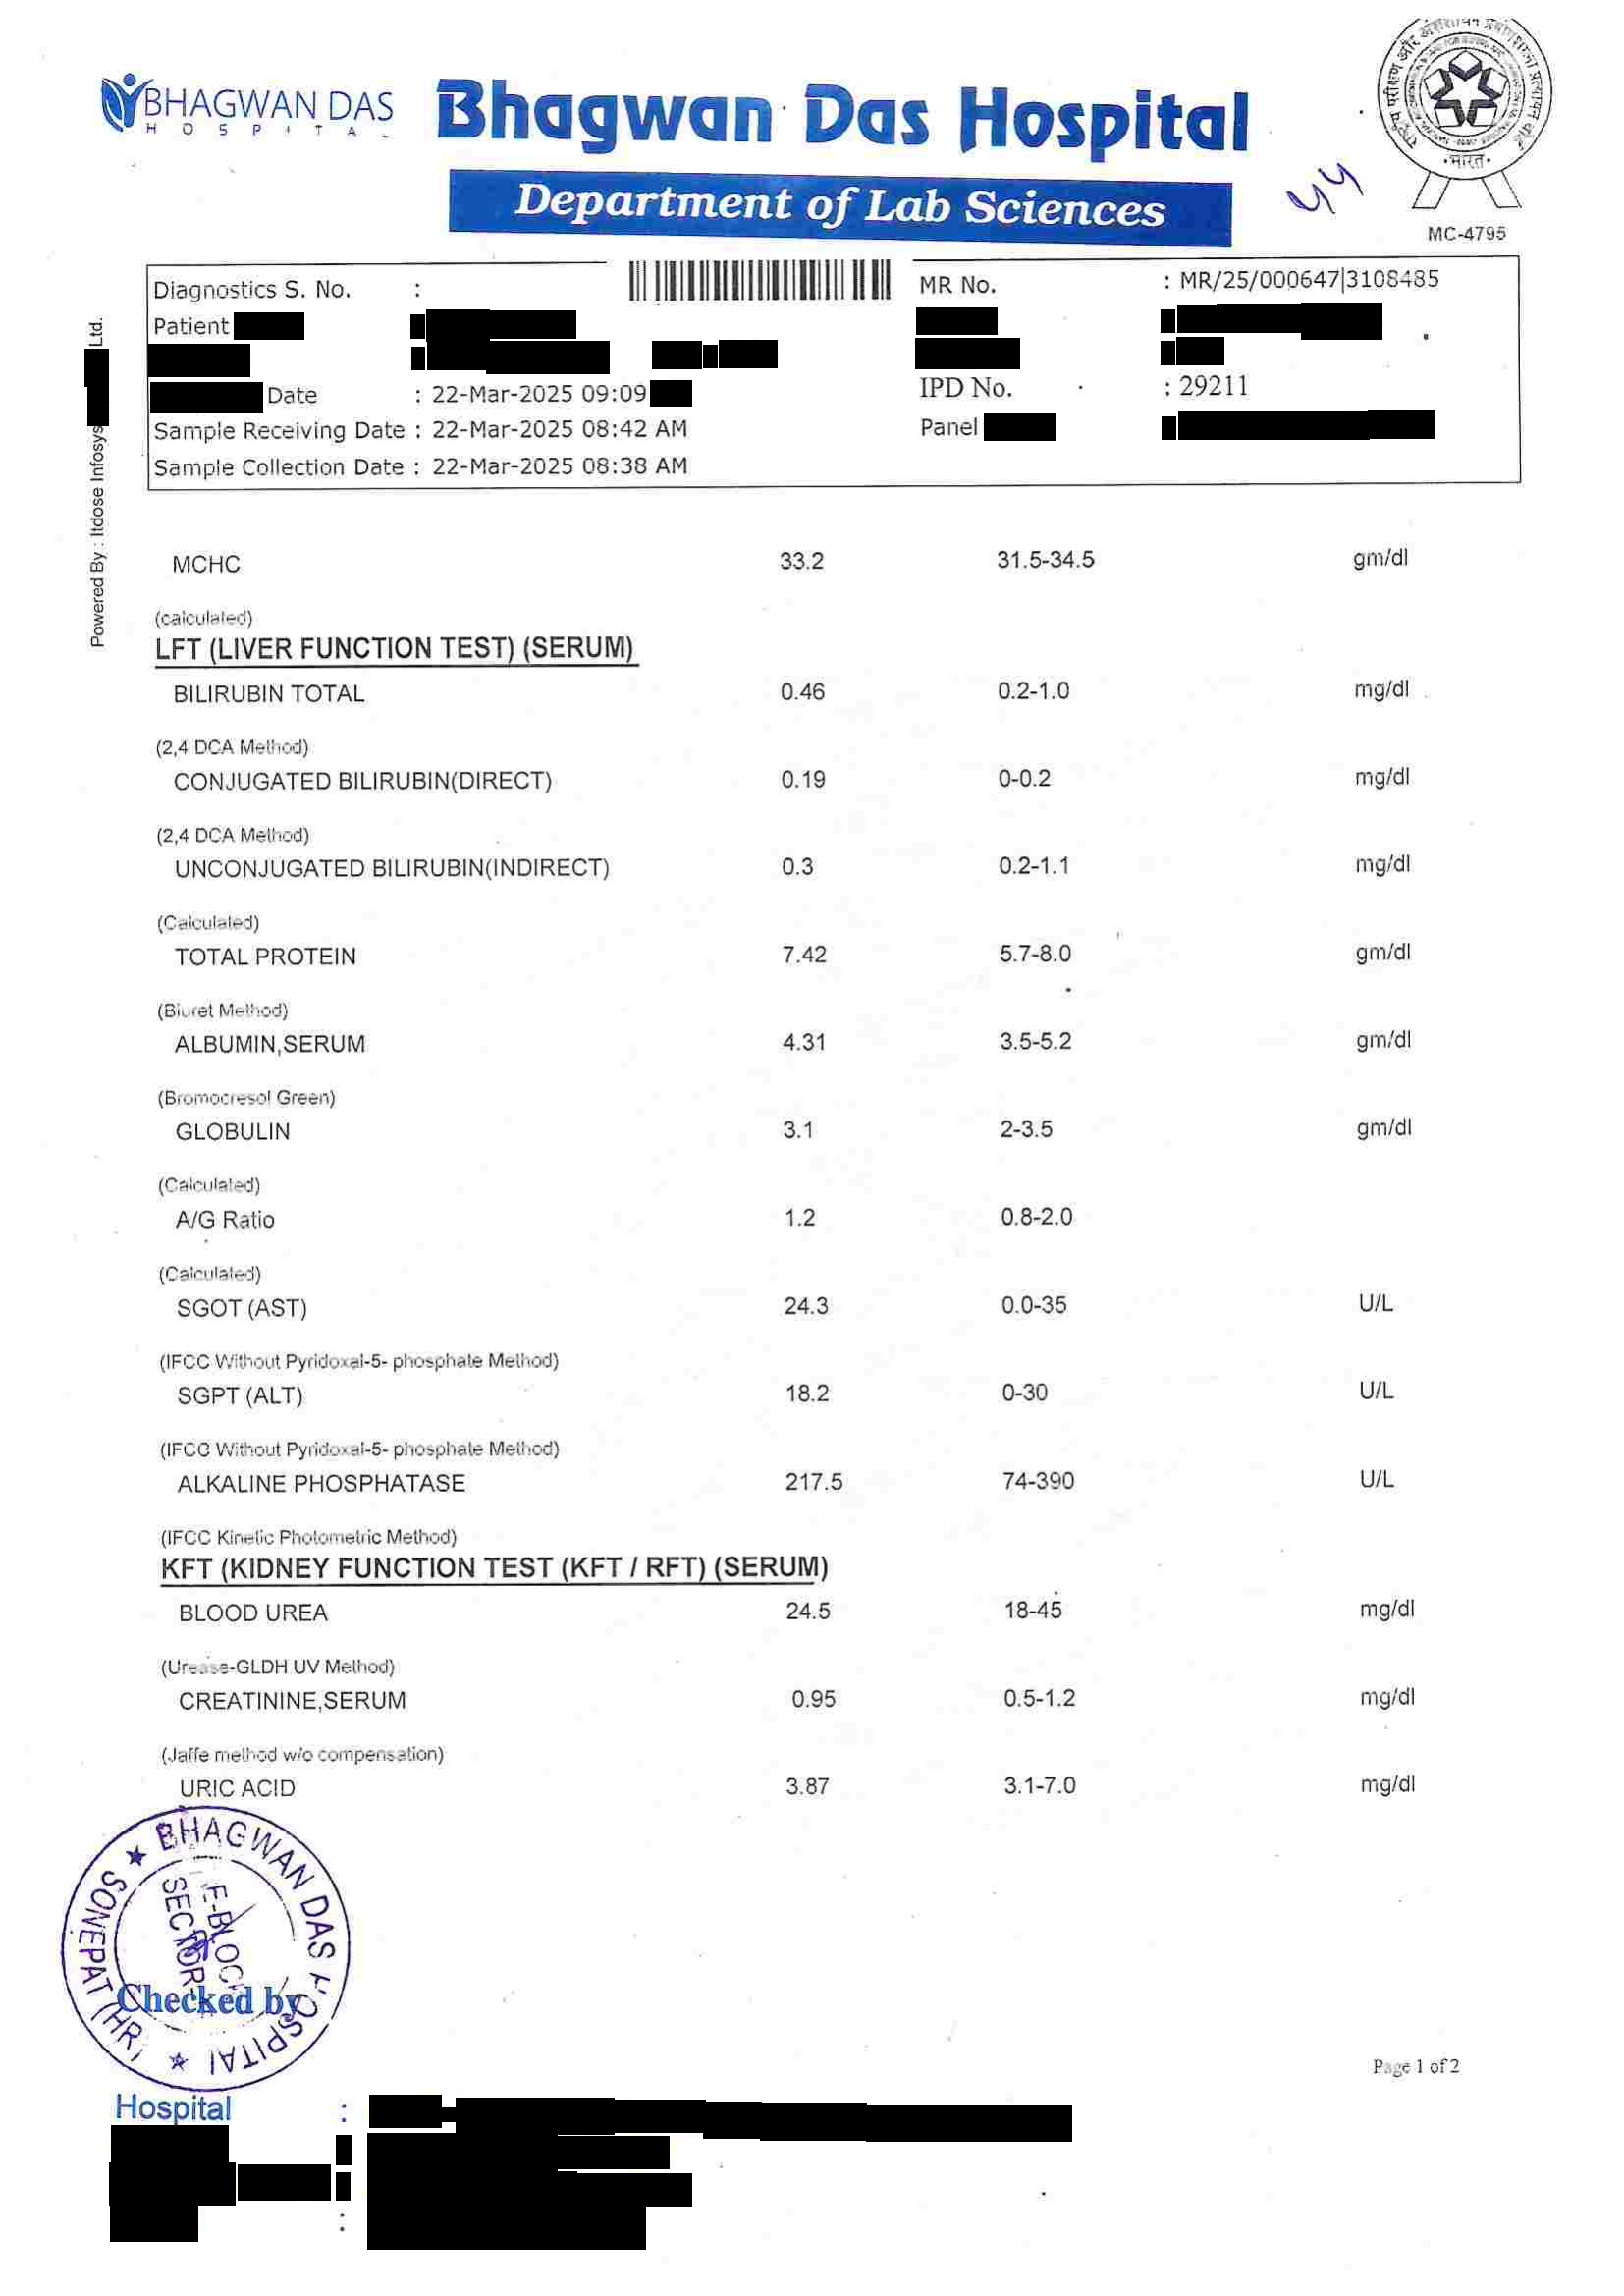 BHAGWAN DAS
HOSPITAL
Bhagwan Das Hospital
Department of Lab Sciences
44
भारत
MC-4795
Diagnostics S. No. :
MR No. : MR/25/000647|3108485
Patient
Date : 22-Mar-2025 09:09
IPD No. : 29211
Sample Receiving Date : 22-Mar-2025 08:42 AM
Panel
Sample Collection Date : 22-Mar-2025 08:38 AM
Powered By : Itdose Infosys Ltd.
MCHC 33.2 31.5-34.5 gm/dl
(calculated)
LFT (LIVER FUNCTION TEST) (SERUM)
BILIRUBIN TOTAL 0.46 0.2-1.0 mg/dl
(2,4 DCA Method)
CONJUGATED BILIRUBIN(DIRECT) 0.19 0-0.2 mg/dl
(2,4 DCA Method)
UNCONJUGATED BILIRUBIN(INDIRECT) 0.3 0.2-1.1 mg/dl
(Calculated)
TOTAL PROTEIN 7.42 5.7-8.0 gm/dl
(Biuret Method)
ALBUMIN,SERUM 4.31 3.5-5.2 gm/dl
(Bromocresol Green)
GLOBULIN 3.1 2-3.5 gm/dl
(Calculated)
A/G Ratio 1.2 0.8-2.0
(Calculated)
SGOT (AST) 24.3 0.0-35 U/L
(IFCC Without Pyridoxal-5- phosphate Method)
SGPT (ALT) 18.2 0-30 U/L
(IFCC Without Pyridoxal-5- phosphate Method)
ALKALINE PHOSPHATASE 217.5 74-390 U/L
(IFCC Kinetic Photometric Method)
KFT (KIDNEY FUNCTION TEST (KFT / RFT) (SERUM)
BLOOD UREA 24.5 18-45 mg/dl
(Urease-GLDH UV Method)
CREATININE,SERUM 0.95 0.5-1.2 mg/dl
(Jaffe method w/o compensation)
URIC ACID 3.87 3.1-7.0 mg/dl
BHAGWAN DAS HOSPITAL
SONEPAT (HR)
E-BLOCK
SECTOR-
Checked by
Page 1 of 2
Hospital :
: